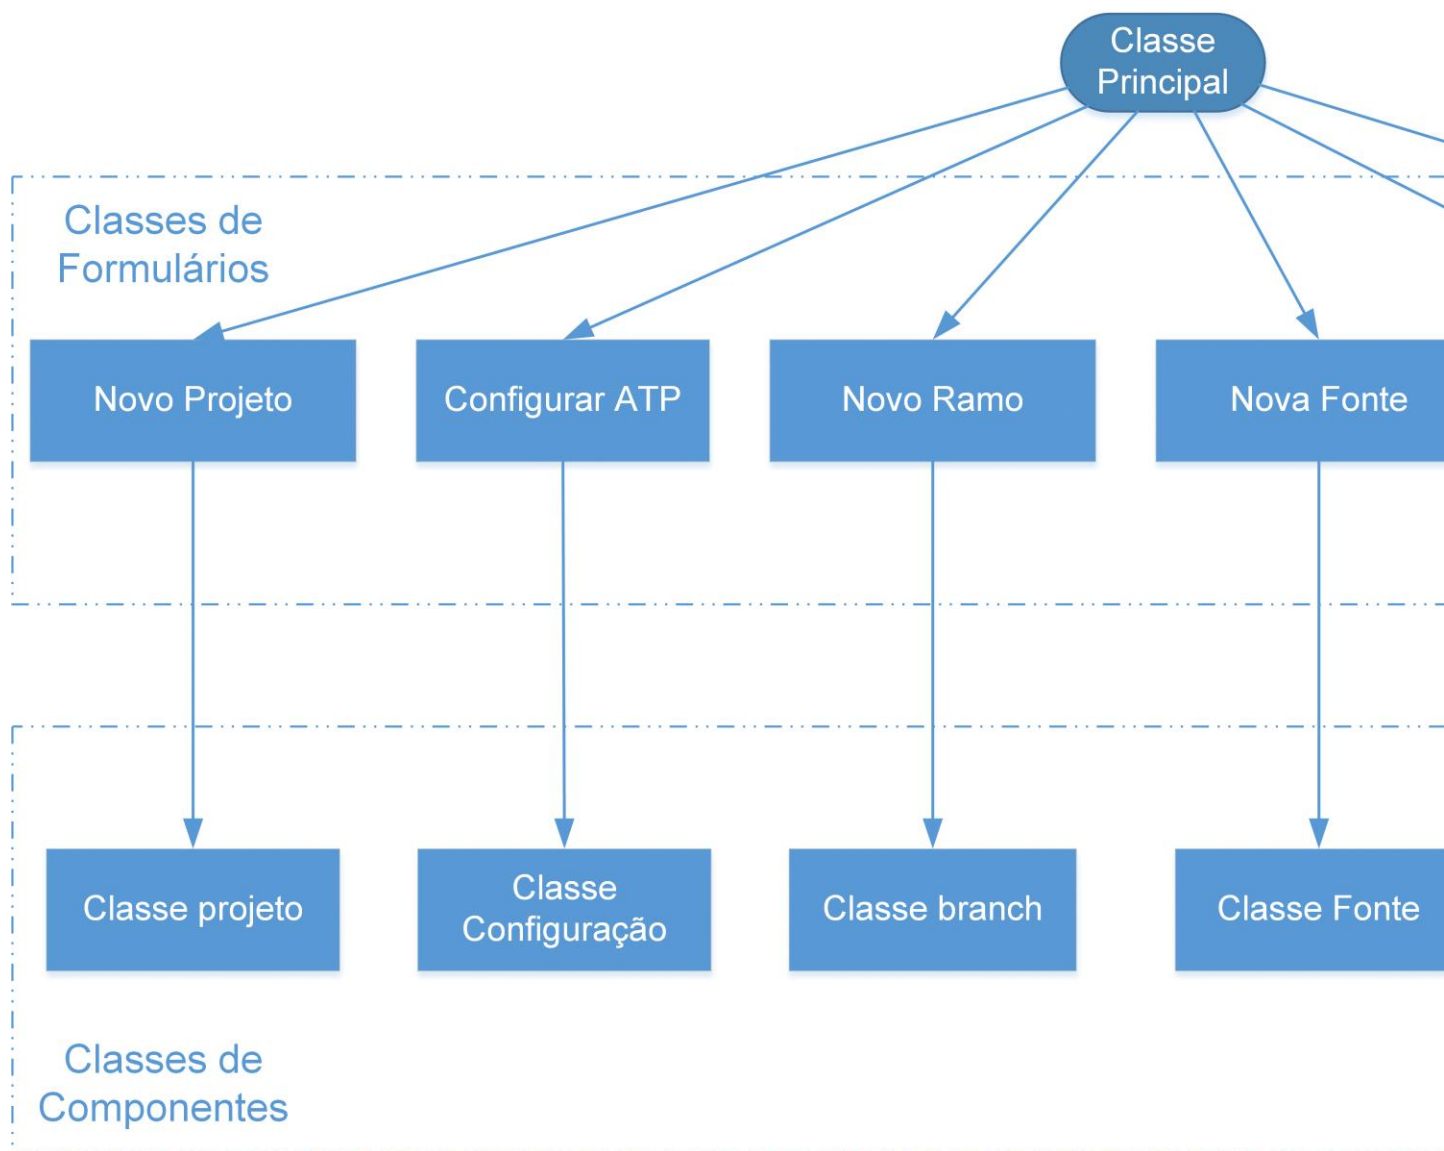 Classe
Principal
Classes de
Formulários
Novo Projeto
Configurar ATP
Novo Ramo
Nova Fonte
Classe projeto
Classe
Configuração
Classe branch
Classe Fonte
Classes de
Componentes